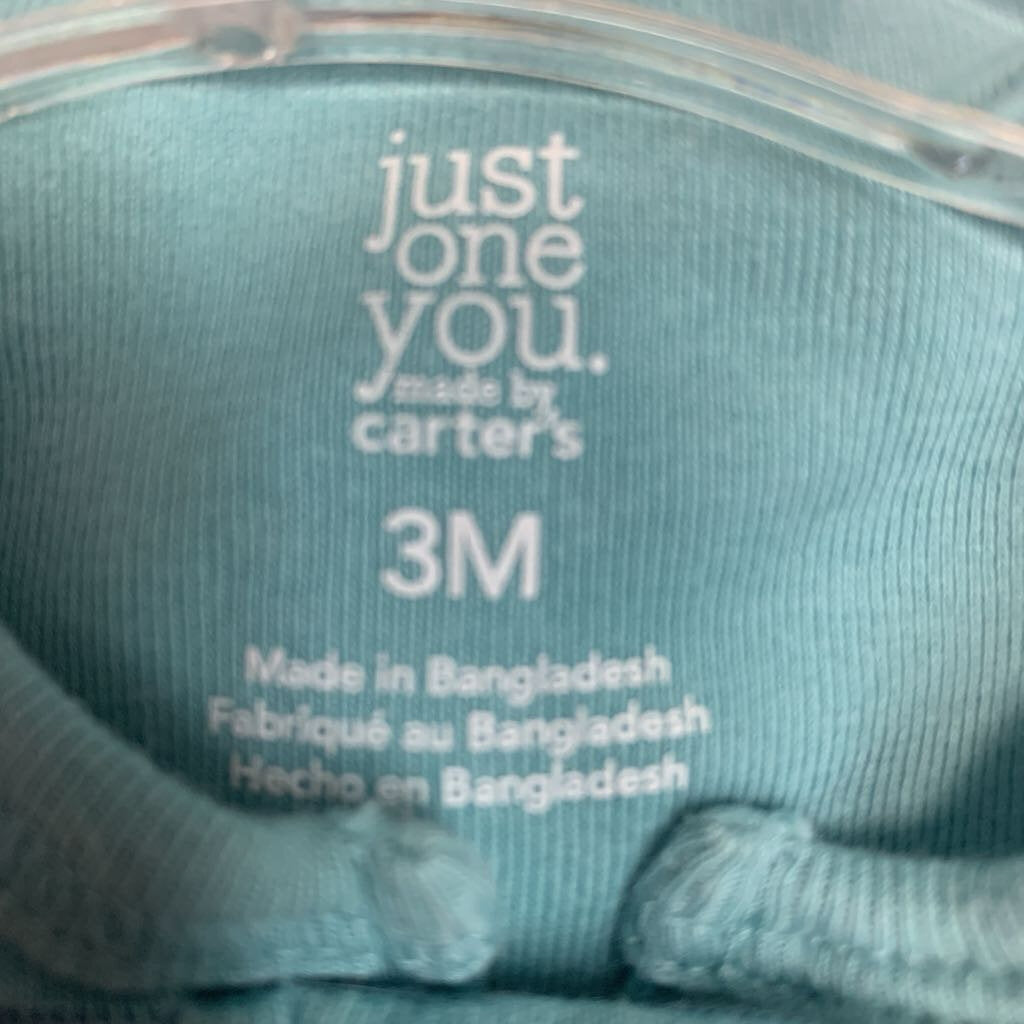 just
one
you.
made by
carter's
3M
Made in Bangladesh
Fabriqué au Bangladesh
Hecho en Bangladesh